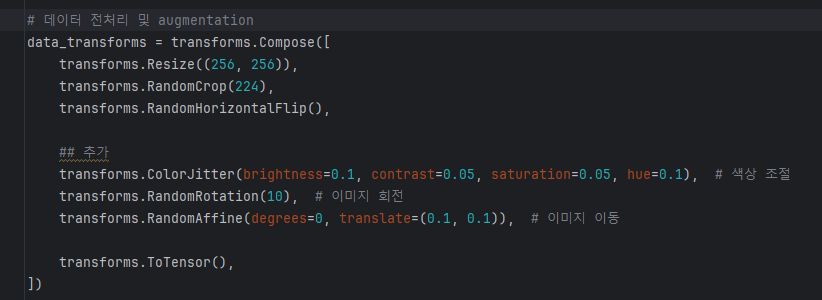 # 데이터 전처리 및 augmentation
data_transforms = transforms.Compose([
    transforms.Resize((256, 256)),
    transforms.RandomCrop(224),
    transforms.RandomHorizontalFlip(),
    ## 추가
    transforms.ColorJitter(brightness=0.1, contrast=0.05, saturation=0.05, hue=0.1),  # 색상 조절
    transforms.RandomRotation(10),  # 이미지 회전
    transforms.RandomAffine(degrees=0, translate=(0.1, 0.1)),  # 이미지 이동
    transforms.ToTensor(),
])